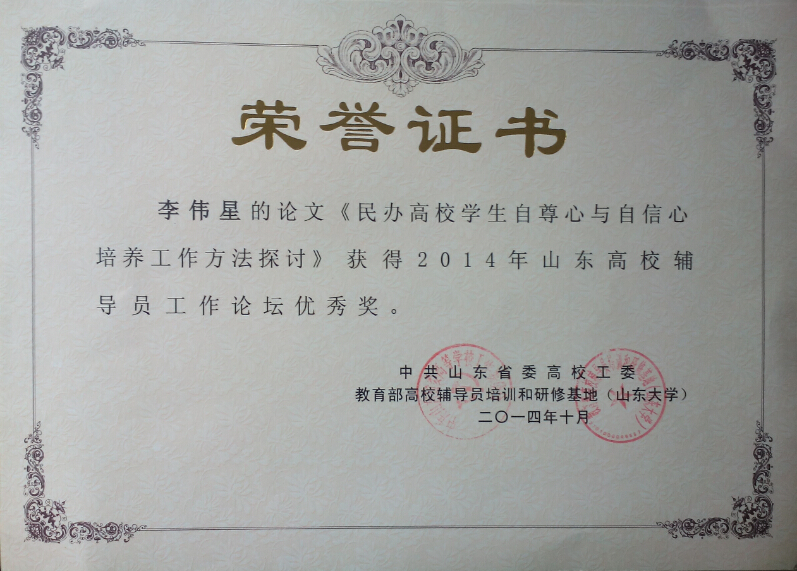 荣誉证书
李伟星的论文《民办高校学生自尊心与自信心
培养工作方法探讨》获得2014年山东高校辅
导员工作论坛优秀奖。
中共山东省委高校工委
教育部高校辅导员培训和研修基地（山东大学）
二〇一四年十月